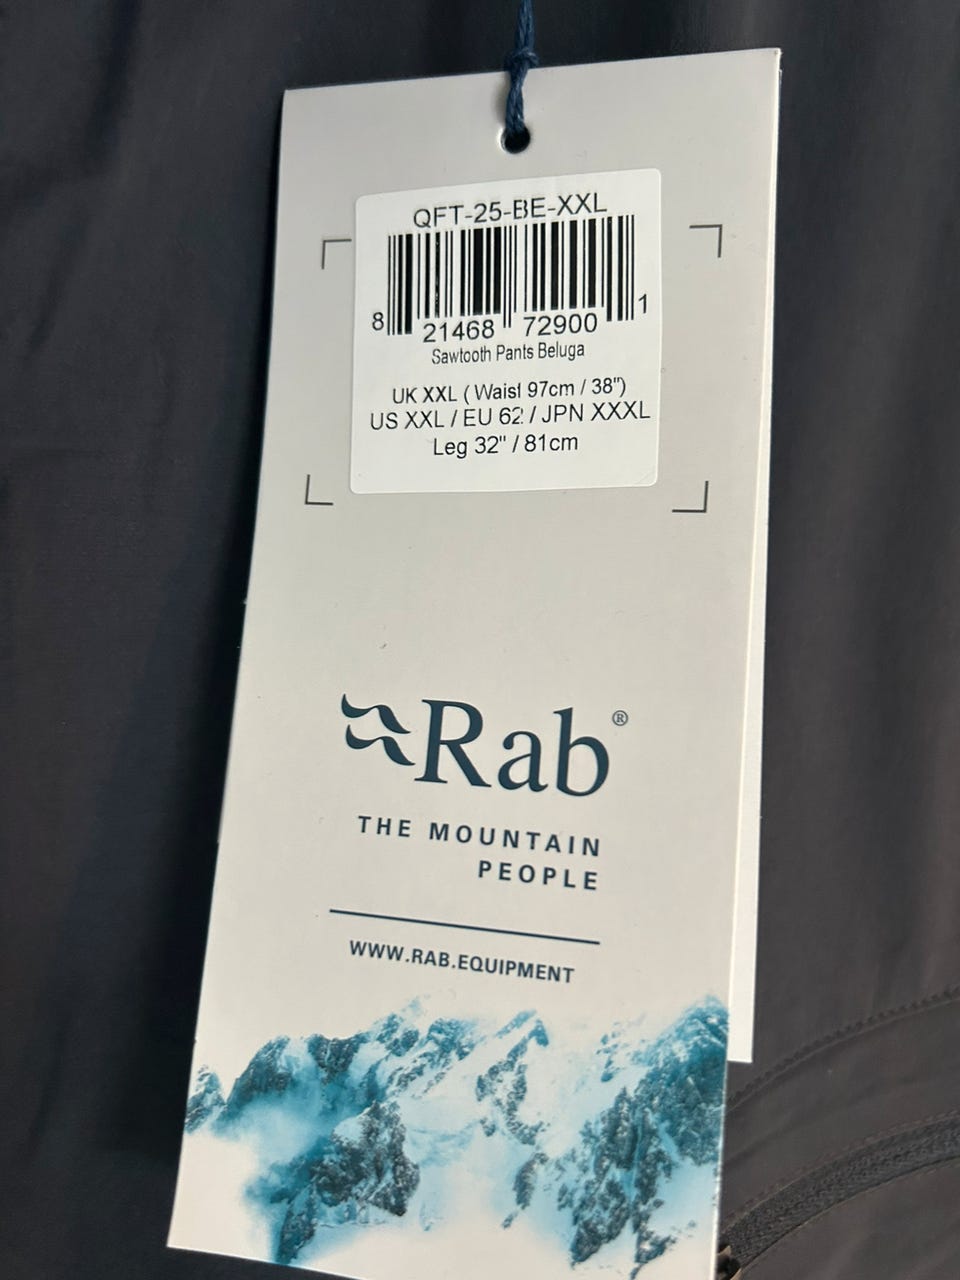 QFT-25-BE-XXL
8 21468 72900 1
Sawtooth Pants Beluga
UK XXL ( Waist 97cm / 38")
US XXL / EU 62 / JPN XXXL
Leg 32" / 81cm
Rab®
THE MOUNTAIN
PEOPLE
WWW.RAB.EQUIPMENT